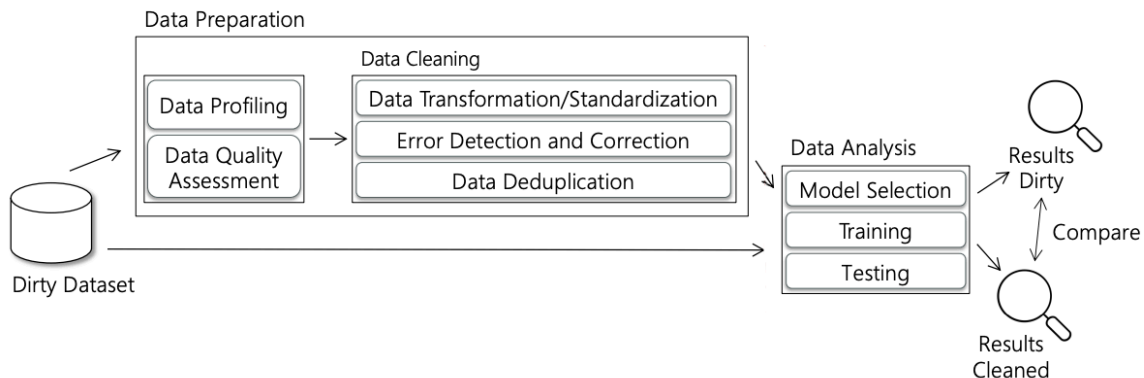 Data Preparation
Data Cleaning
Data Profiling
Data Quality
Assessment
Data Transformation/Standardization
Error Detection and Correction
Data Deduplication
Dirty Dataset
Data Analysis
Model Selection
Training
Testing
Results
Dirty
Compare
Results
Cleaned